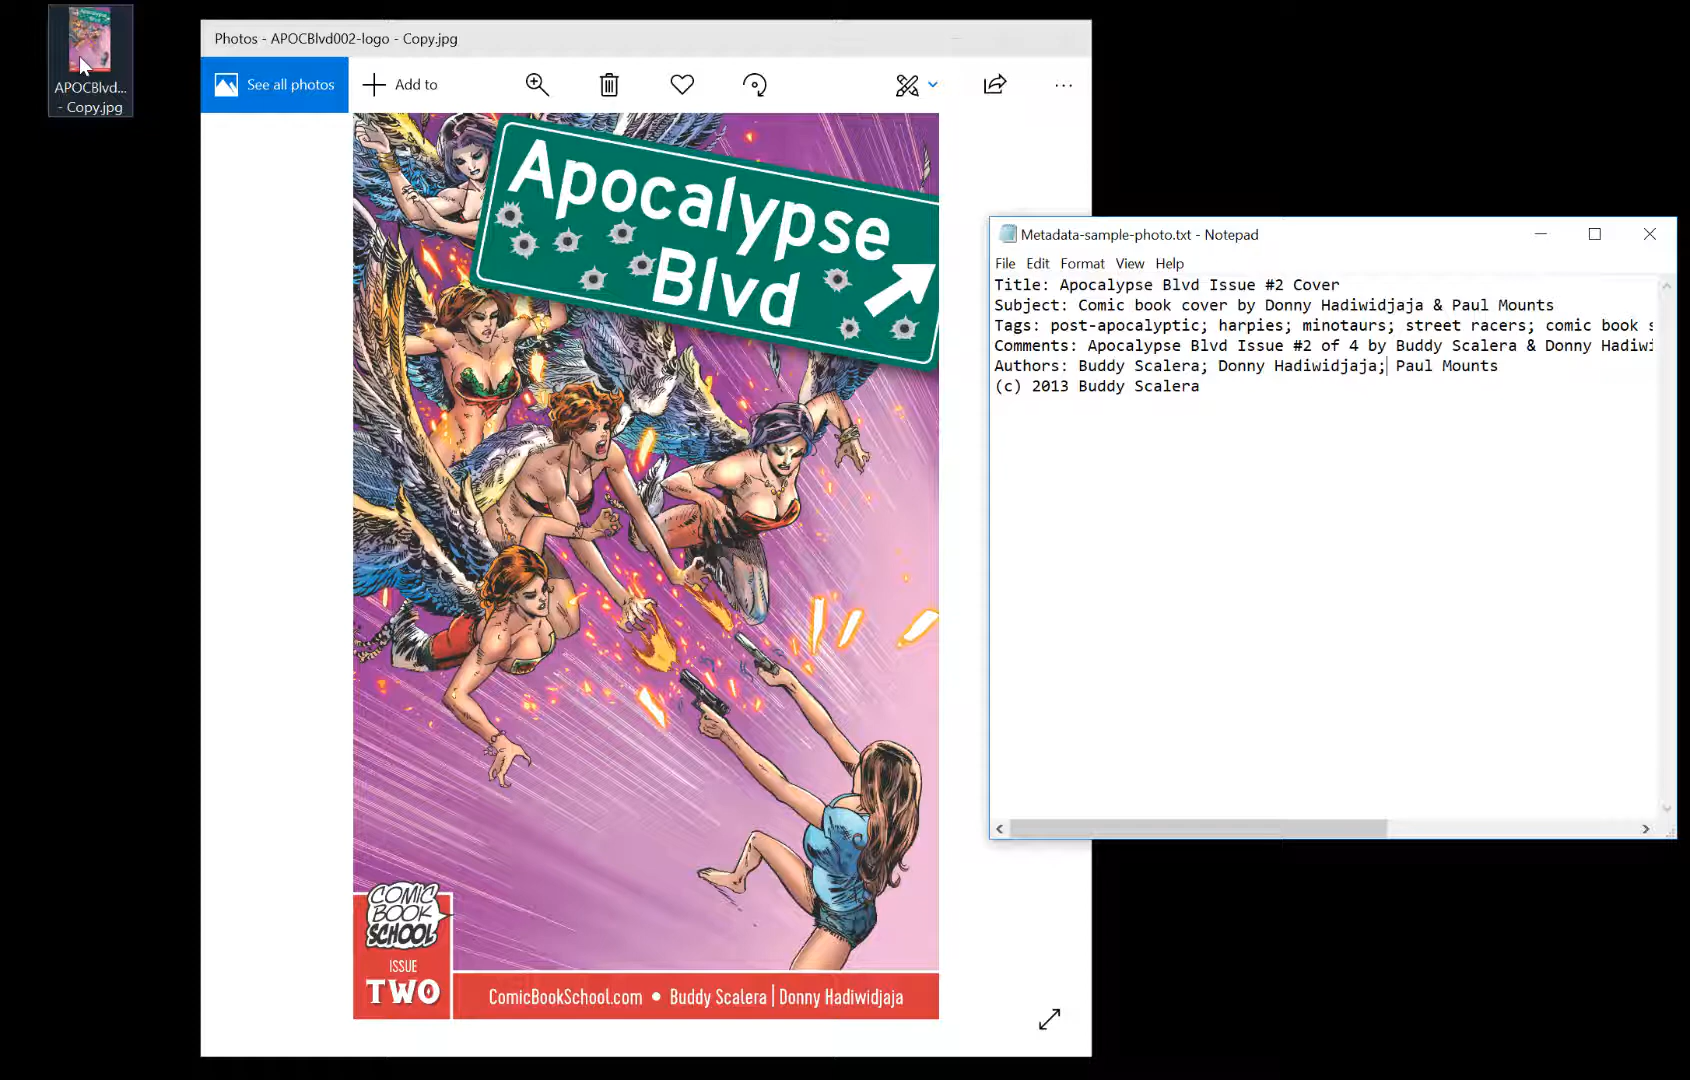 APOCBlvd...
- Copy.jpg
Photos - APOCBlvd002-logo - Copy.jpg
See all photos
Add to
Apocalypse
Blvd
COMIC
BOOK
SCHOOL
ISSUE
TWO
ComicBookSchool.com • Buddy Scalera | Donny Hadiwidjaja
Metadata-sample-photo.txt - Notepad
File Edit Format View Help
Title: Apocalypse Blvd Issue #2 Cover
Subject: Comic book cover by Donny Hadiwidjaja & Paul Mounts
Tags: post-apocalyptic; harpies; minotaurs; street racers; comic book s
Comments: Apocalypse Blvd Issue #2 of 4 by Buddy Scalera & Donny Hadiwi
Authors: Buddy Scalera; Donny Hadiwidjaja; Paul Mounts
(c) 2013 Buddy Scalera